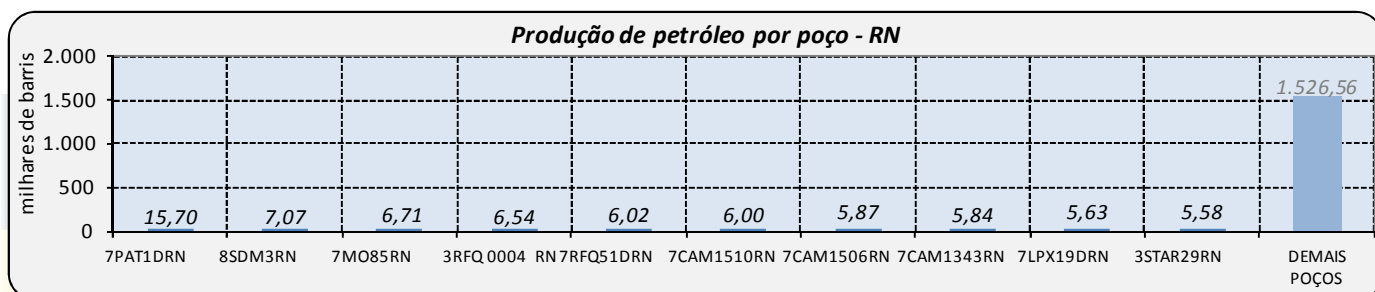 Produção de petróleo por poço - RN
milhares de barris
2.000
1.500
1.000
500
0
15,70 7,07 6,71 6,54 6,02 6,00 5,87 5,84 5,63 5,58 1.526,56
7PAT1DRN 8SDM3RN 7MO85RN 3RFQ 0004 RN 7RFQ51DRN 7CAM1510RN 7CAM1506RN 7CAM1343RN 7LPX19DRN 3STAR29RN DEMAIS
POÇOS